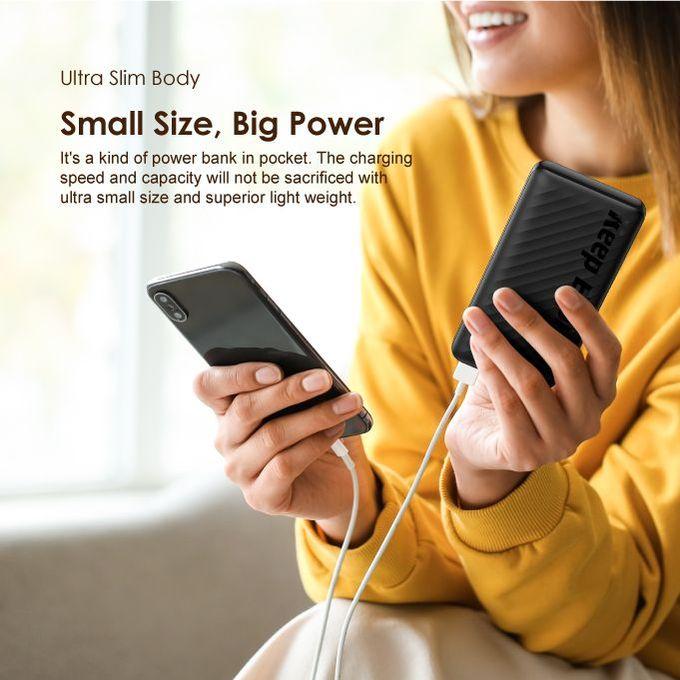 Ultra Slim Body
Small Size, Big Power
It's a kind of power bank in pocket. The charging
speed and capacity will not be sacrificed with
ultra small size and superior light weight.